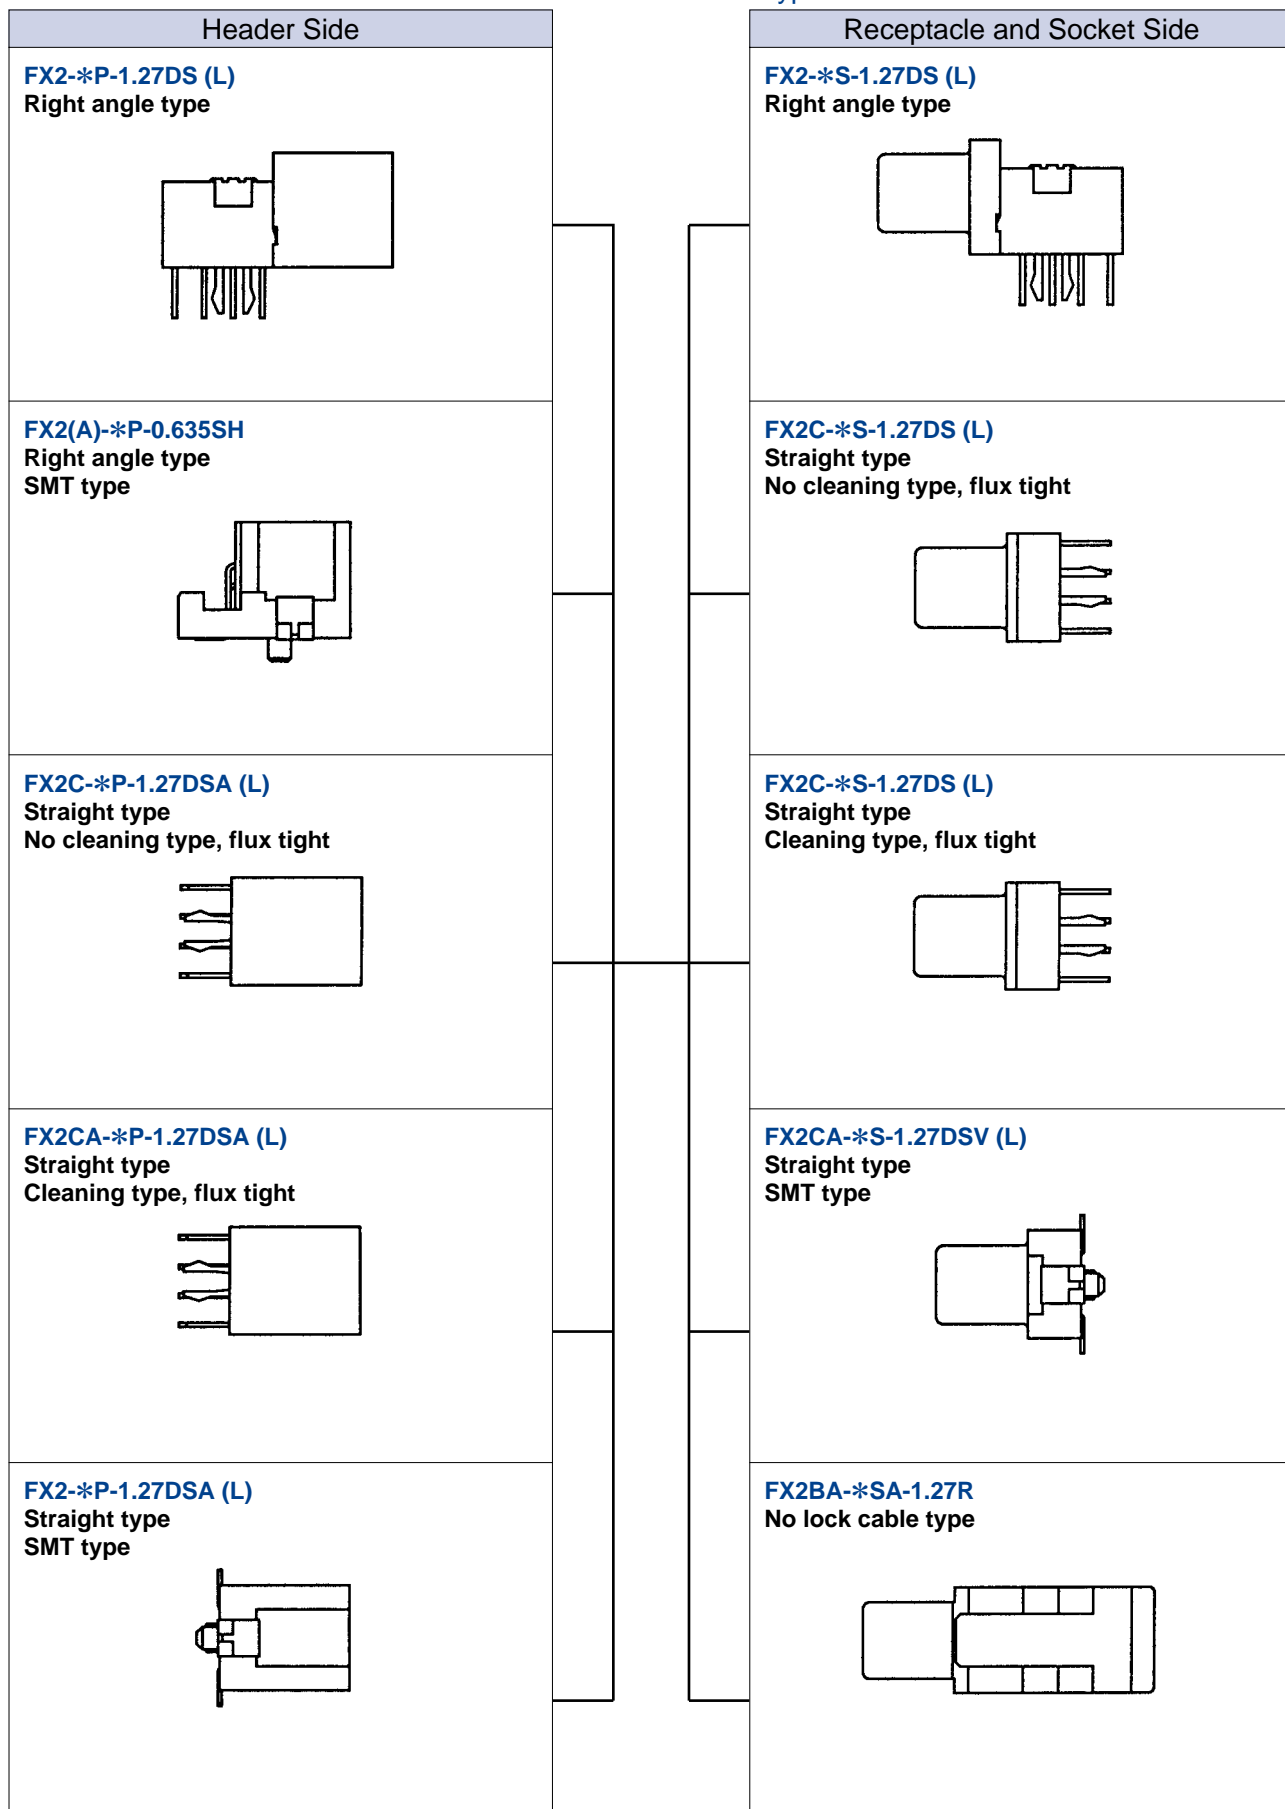 Header Side
FX2-*P-1.27DS (L)
Right angle type
FX2(A)-*P-0.635SH
Right angle type
SMT type
FX2C-*P-1.27DSA (L)
Straight type
No cleaning type, flux tight
FX2CA-*P-1.27DSA (L)
Straight type
Cleaning type, flux tight
FX2-*P-1.27DSA (L)
Straight type
SMT type
Receptacle and Socket Side
FX2-*S-1.27DS (L)
Right angle type
FX2C-*S-1.27DS (L)
Straight type
No cleaning type, flux tight
FX2C-*S-1.27DS (L)
Straight type
Cleaning type, flux tight
FX2CA-*S-1.27DSV (L)
Straight type
SMT type
FX2BA-*SA-1.27R
No lock cable type